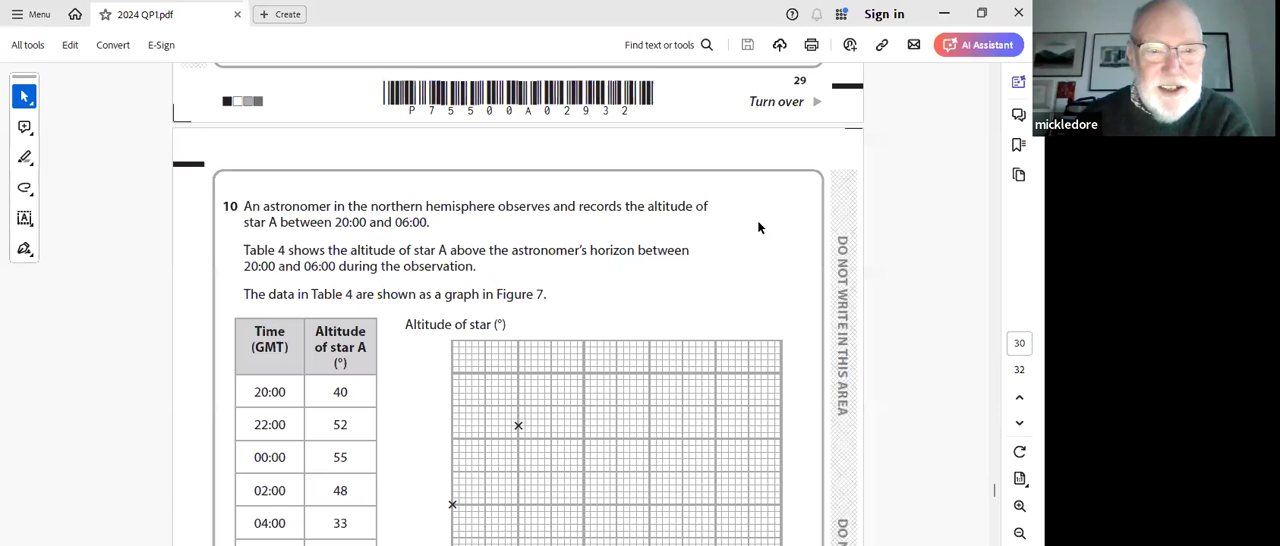 Menu
2024 QP1.pdf
Create
Sign in
All tools
Edit
Convert
E-Sign
Find text or tools
AI Assistant
29
P 7 5 5 0 0 A 0 2 9 3 2
Turn over
mickledore
10 An astronomer in the northern hemisphere observes and records the altitude of
star A between 20:00 and 06:00.
Table 4 shows the altitude of star A above the astronomer's horizon between
20:00 and 06:00 during the observation.
The data in Table 4 are shown as a graph in Figure 7.
Time
(GMT)
Altitude
of star A
(°)
20:00 40
22:00 52
00:00 55
02:00 48
04:00 33
Altitude of star (°)
DO NOT WRITE IN THIS AREA
30
32